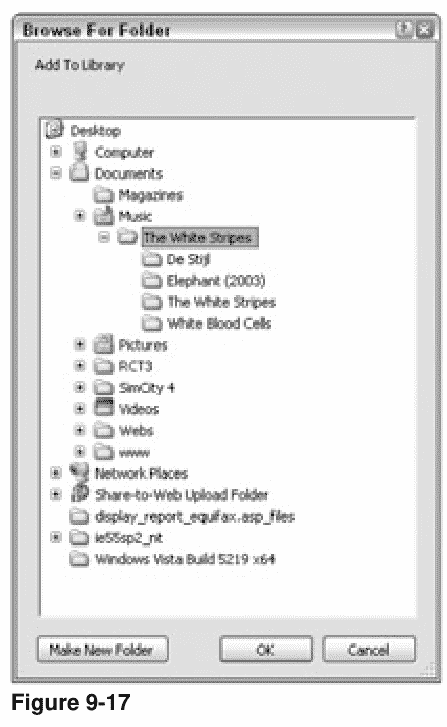 Browse For Folder
Add To Library
Desktop
Computer
Documents
Magazines
Music
The White Stripes
De Stijl
Elephant (2003)
The White Stripes
White Blood Cells
Pictures
RCT3
SimCity 4
Videos
Webs
www
Network Places
Share-to-Web Upload Folder
display_report_equifax.asp_files
ie55sp2_nt
Windows Vista Build 5219 x64
Make New Folder
OK
Cancel
Figure 9-17